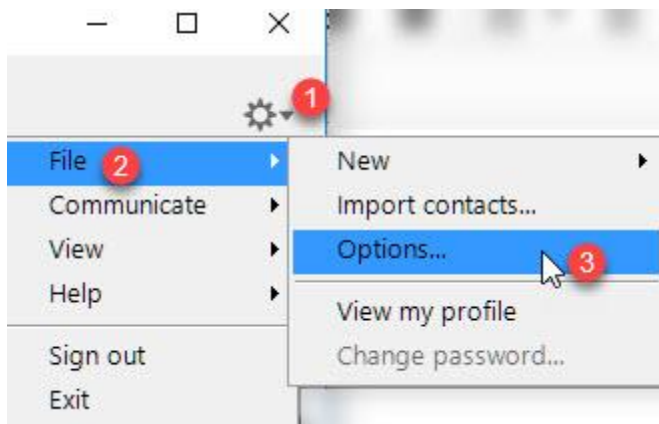 1
File 2
Communicate
View
Help
Sign out
Exit
New
Import contacts...
Options... 3
View my profile
Change password...